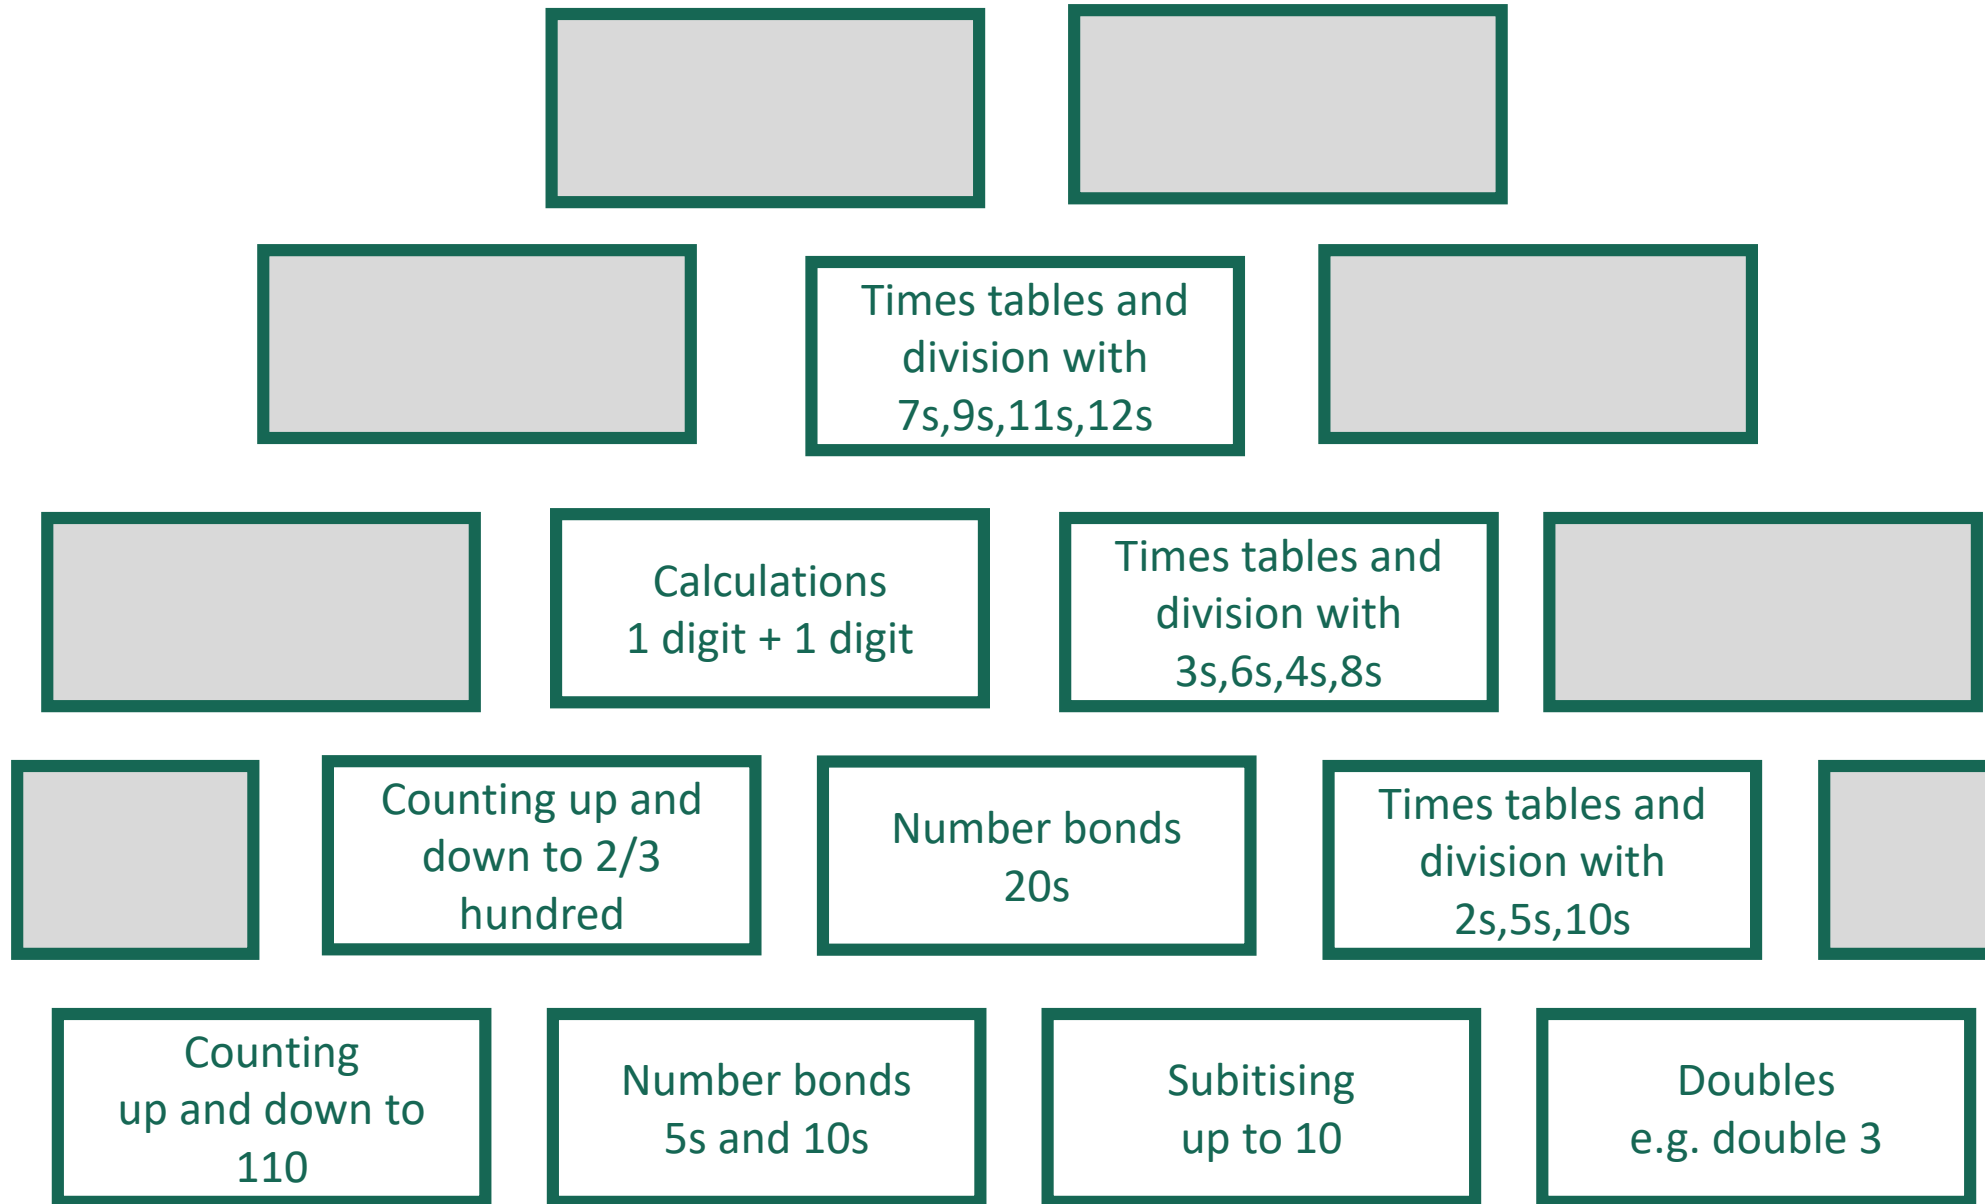 Times tables and
division with
7s,9s,11s,12s
Calculations
1 digit + 1 digit
Times tables and
division with
3s,6s,4s,8s
Counting up and
down to 2/3
hundred
Number bonds
20s
Times tables and
division with
2s,5s,10s
Counting
up and down to
110
Number bonds
5s and 10s
Subitising
up to 10
Doubles
e.g. double 3